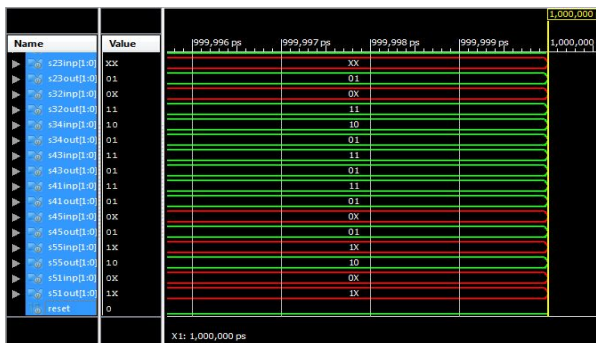 1,000,000
Name Value 999,996 ps 999,997 ps 999,998 ps 999,999 ps 1,000,000
s23inp[1:0] XX XX
s23out[1:0] 01 01
s32inp[1:0] 0X 0X
s32out[1:0] 11 11
s34inp[1:0] 10 10
s34out[1:0] 01 01
s43inp[1:0] 11 11
s43out[1:0] 01 01
s41inp[1:0] 11 11
s41out[1:0] 01 01
s45inp[1:0] 0X 0X
s45out[1:0] 01 01
s55inp[1:0] 1X 1X
s55out[1:0] 10 10
s51inp[1:0] 0X 0X
s51out[1:0] 1X 1X
reset 0
X1: 1,000,000 ps